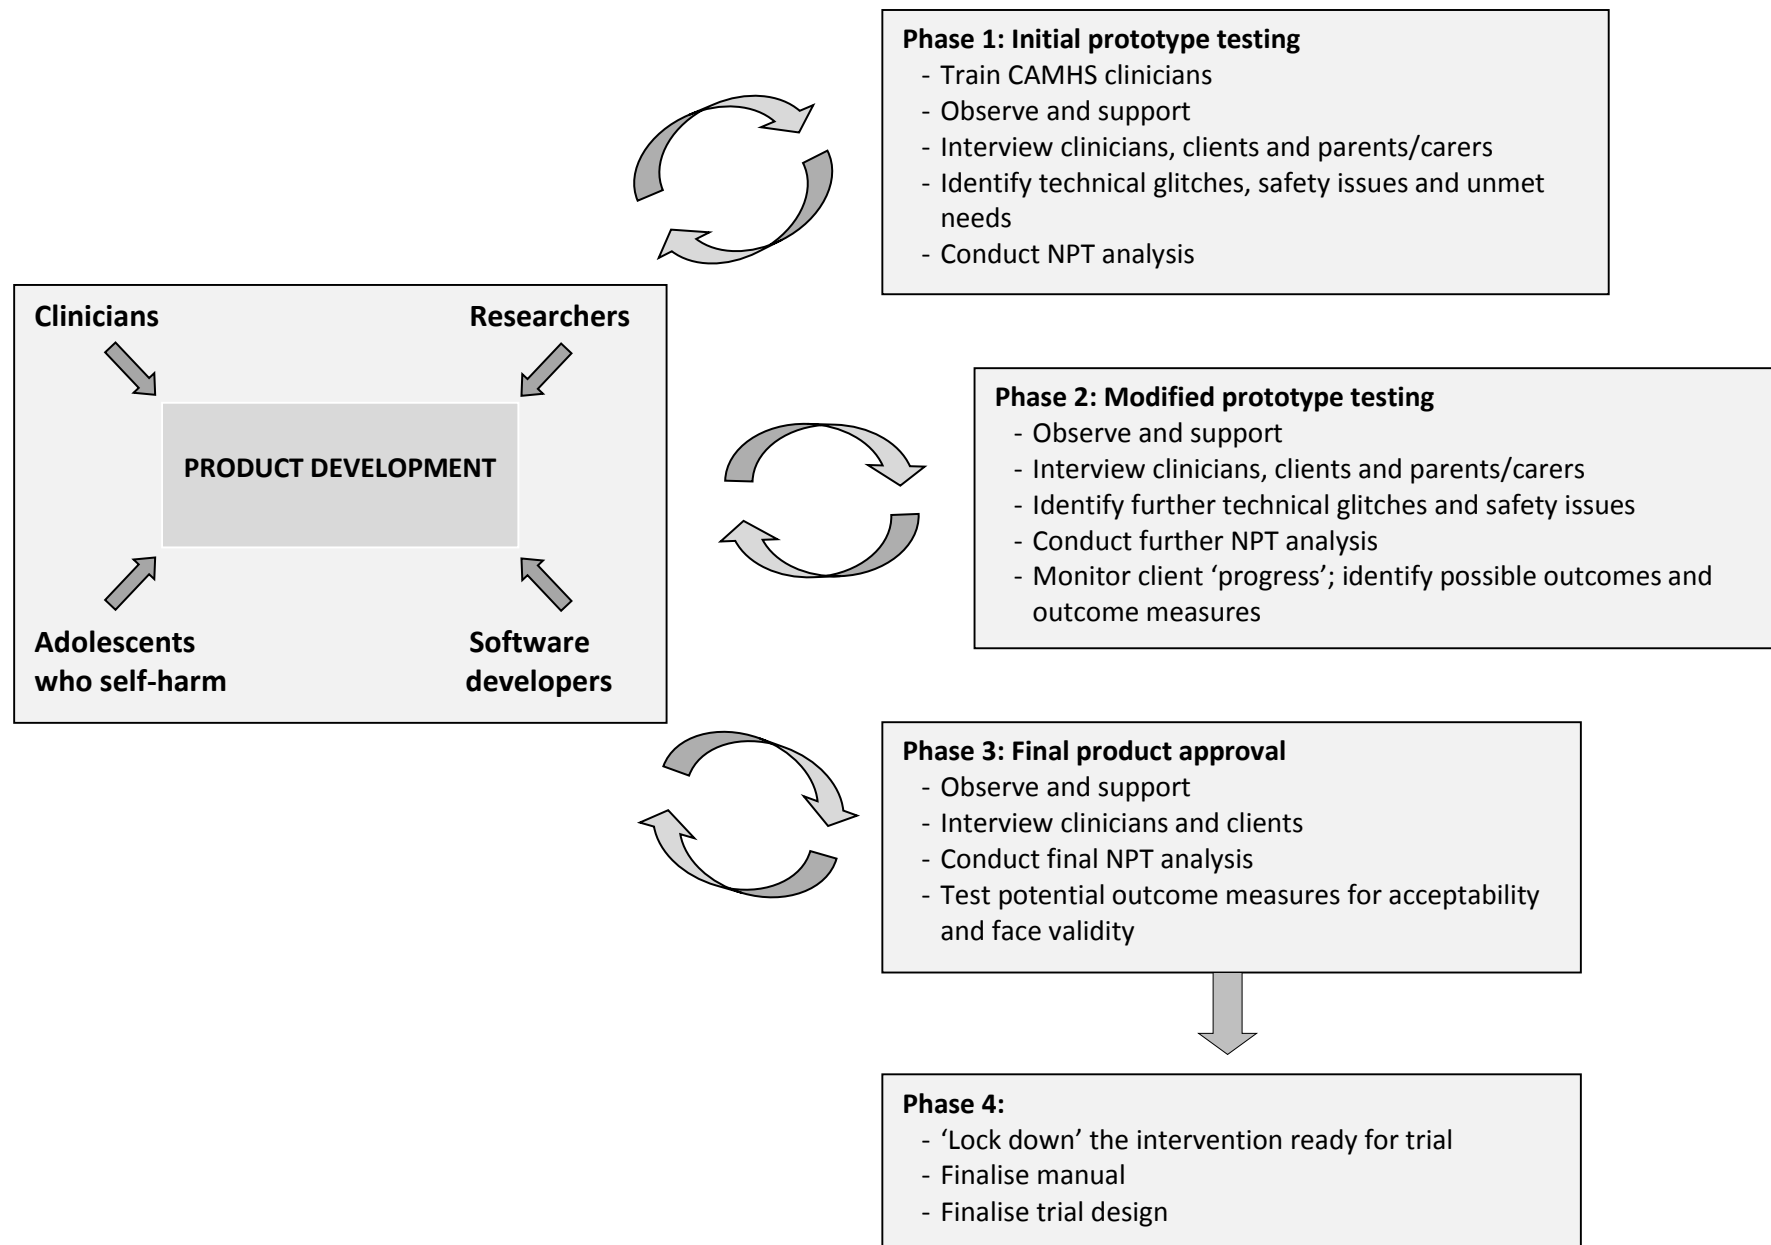 Phase 1: Initial prototype testing
- Train CAMHS clinicians
- Observe and support
- Interview clinicians, clients and parents/carers
- Identify technical glitches, safety issues and unmet
needs
- Conduct NPT analysis
Clinicians
Researchers
PRODUCT DEVELOPMENT
Adolescents
who self-harm
Software
developers
Phase 2: Modified prototype testing
- Observe and support
- Interview clinicians, clients and parents/carers
- Identify further technical glitches and safety issues
- Conduct further NPT analysis
- Monitor client ‘progress’; identify possible outcomes and
outcome measures
Phase 3: Final product approval
- Observe and support
- Interview clinicians and clients
- Conduct final NPT analysis
- Test potential outcome measures for acceptability
and face validity
Phase 4:
- ‘Lock down’ the intervention ready for trial
- Finalise manual
- Finalise trial design